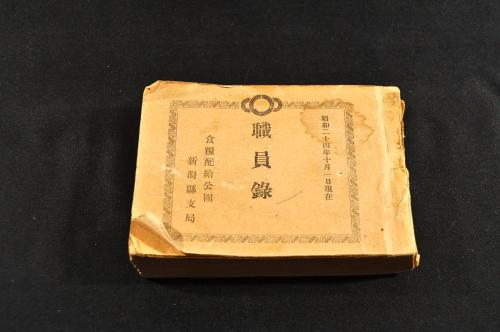 昭和二十四年十月一日現在
職員錄
食糧配給公團
新潟縣支局